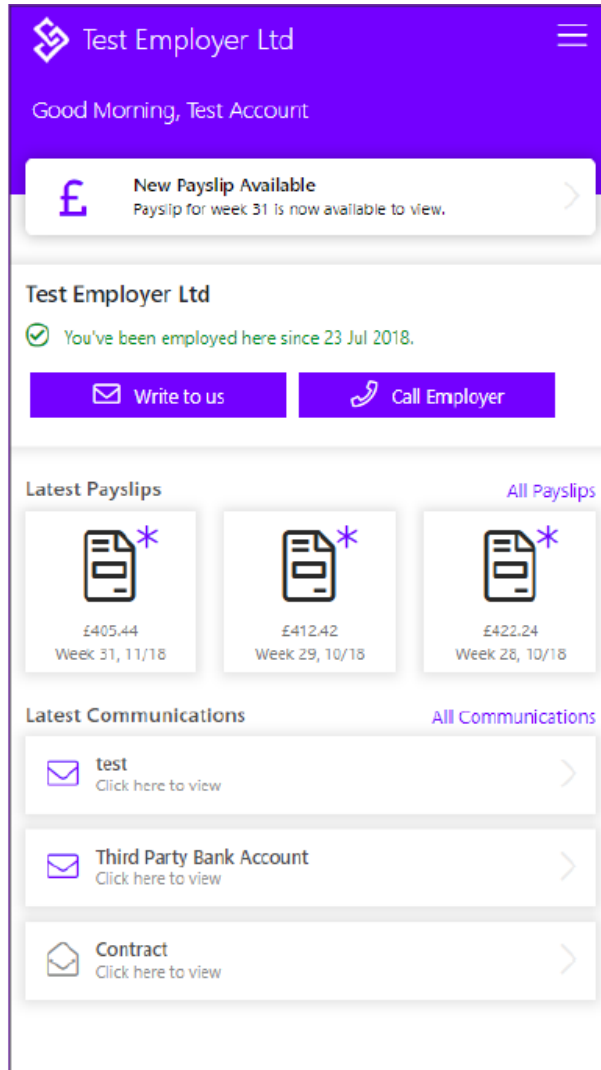 Test Employer Ltd
Good Morning, Test Account
£
New Payslip Available
Payslip for week 31 is now available to view.
Test Employer Ltd
You've been employed here since 23 Jul 2018.
Write to us
Call Employer
Latest Payslips
All Payslips
£405.44
Week 31, 11/18
£412.42
Week 29, 10/18
£422.24
Week 28, 10/18
Latest Communications
All Communications
test
Click here to view
Third Party Bank Account
Click here to view
Contract
Click here to view